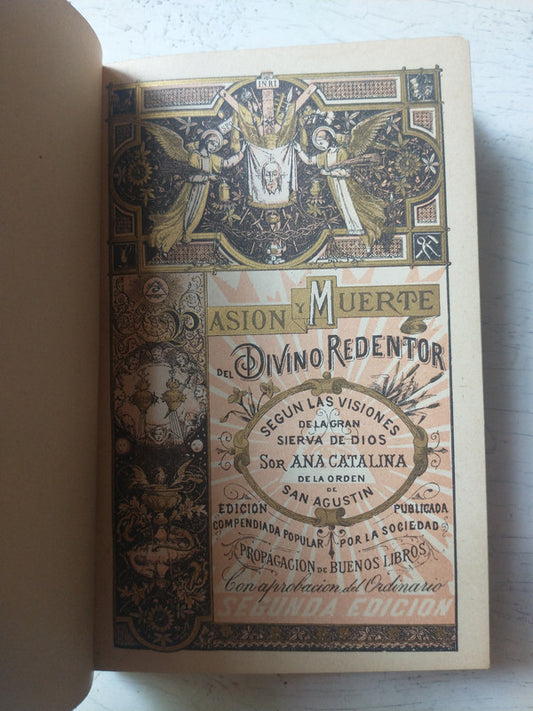 INRI
PASION Y MUERTE
DEL DIVINO REDENTOR
SEGUN LAS VISIONES
DE LA GRAN
SIERVA DE DIOS
SOR ANA CATALINA
DE LA ORDEN
DE
SAN AGUSTIN
EDICION PUBLICADA
COMPENDIADA POPULAR POR LA SOCIEDAD
PROPAGACION DE BUENOS LIBROS
Con aprobacion del Ordinario
SEGUNDA EDICION